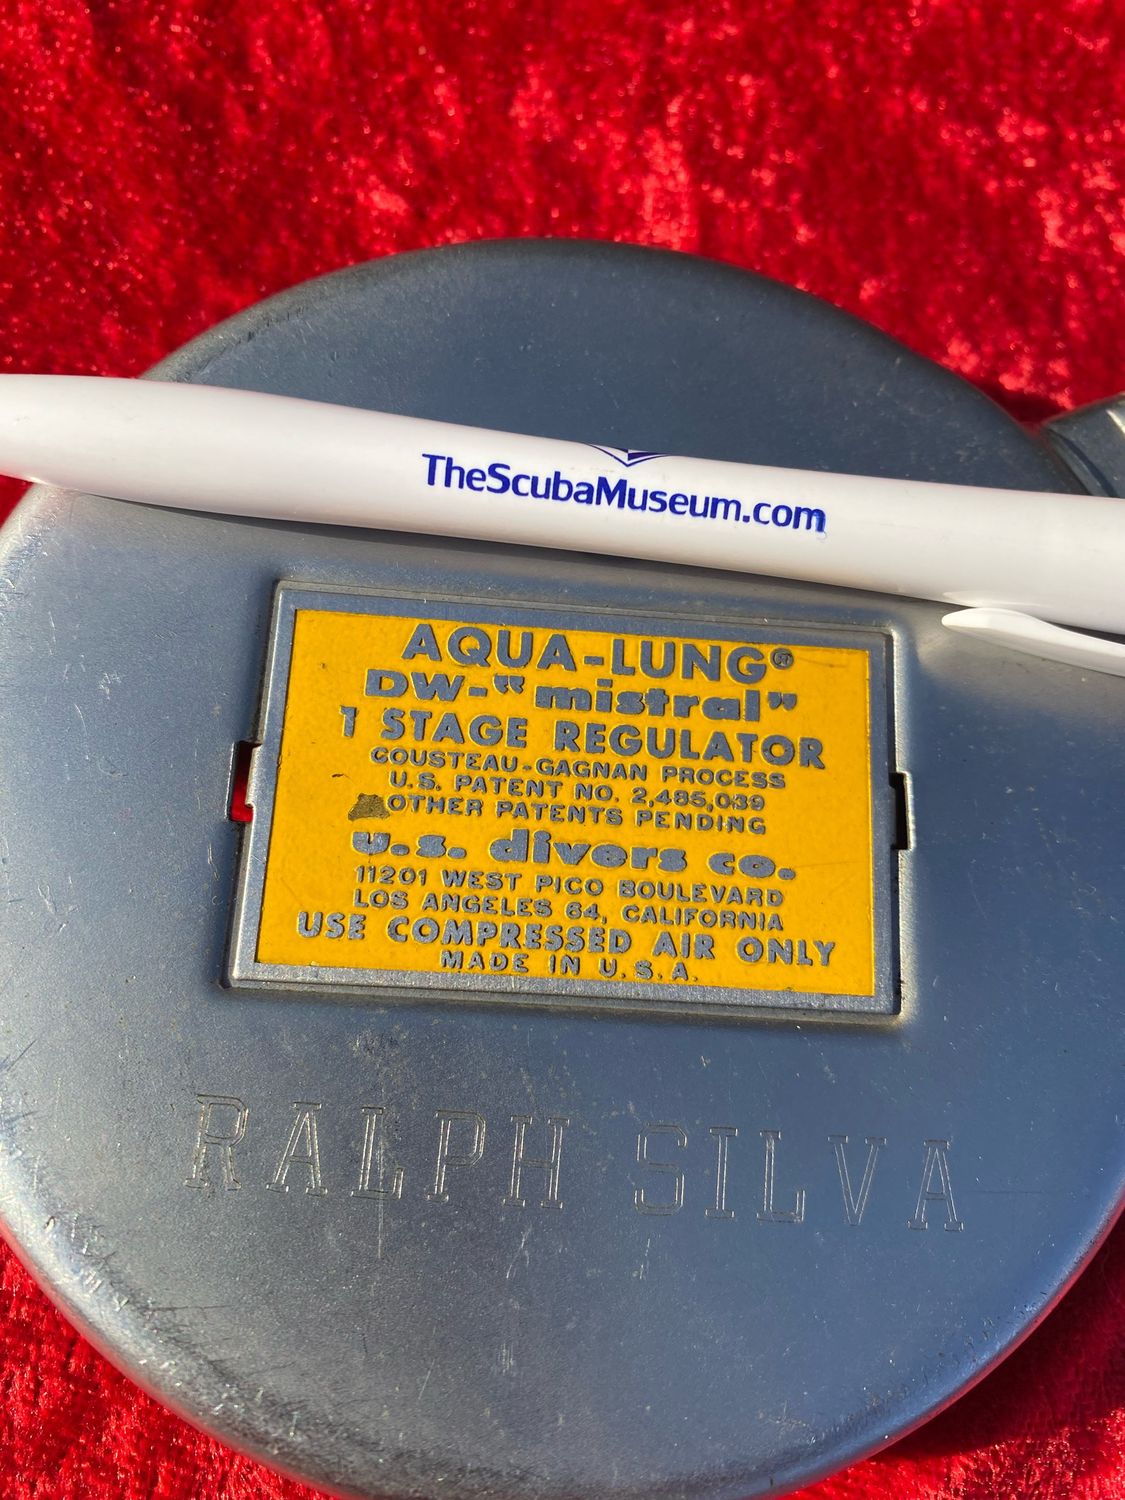 TheScubaMuseum.com
AQUA-LUNG®
DW-"mistral"
1 STAGE REGULATOR
COUSTEAU-GAGNAN PROCESS
U.S. PATENT NO. 2,485,039
OTHER PATENTS PENDING
u.s. divers co.
11201 WEST PICO BOULEVARD
LOS ANGELES 64, CALIFORNIA
USE COMPRESSED AIR ONLY
MADE IN U.S.A.
RALPH SILVA